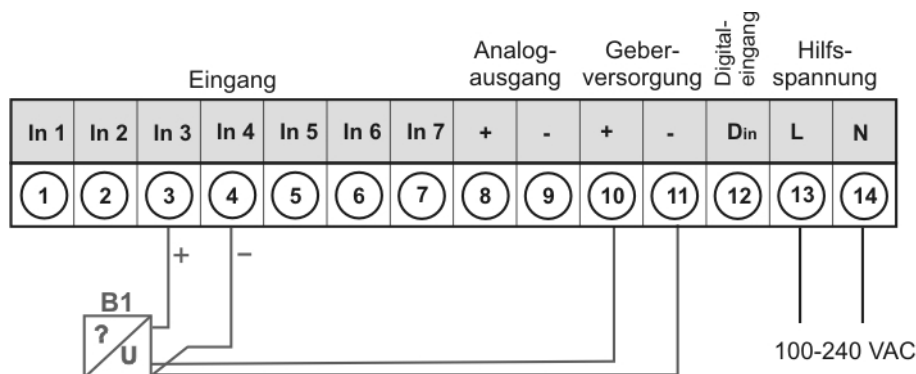 Eingang
Analog-
ausgang
Geber-
versorgung
Digital-
eingang
Hilfs-
spannung
In 1 In 2 In 3 In 4 In 5 In 6 In 7 + - + - Din L N
1 2 3 4 5 6 7 8 9 10 11 12 13 14
+ −
B1
?
U
100-240 VAC